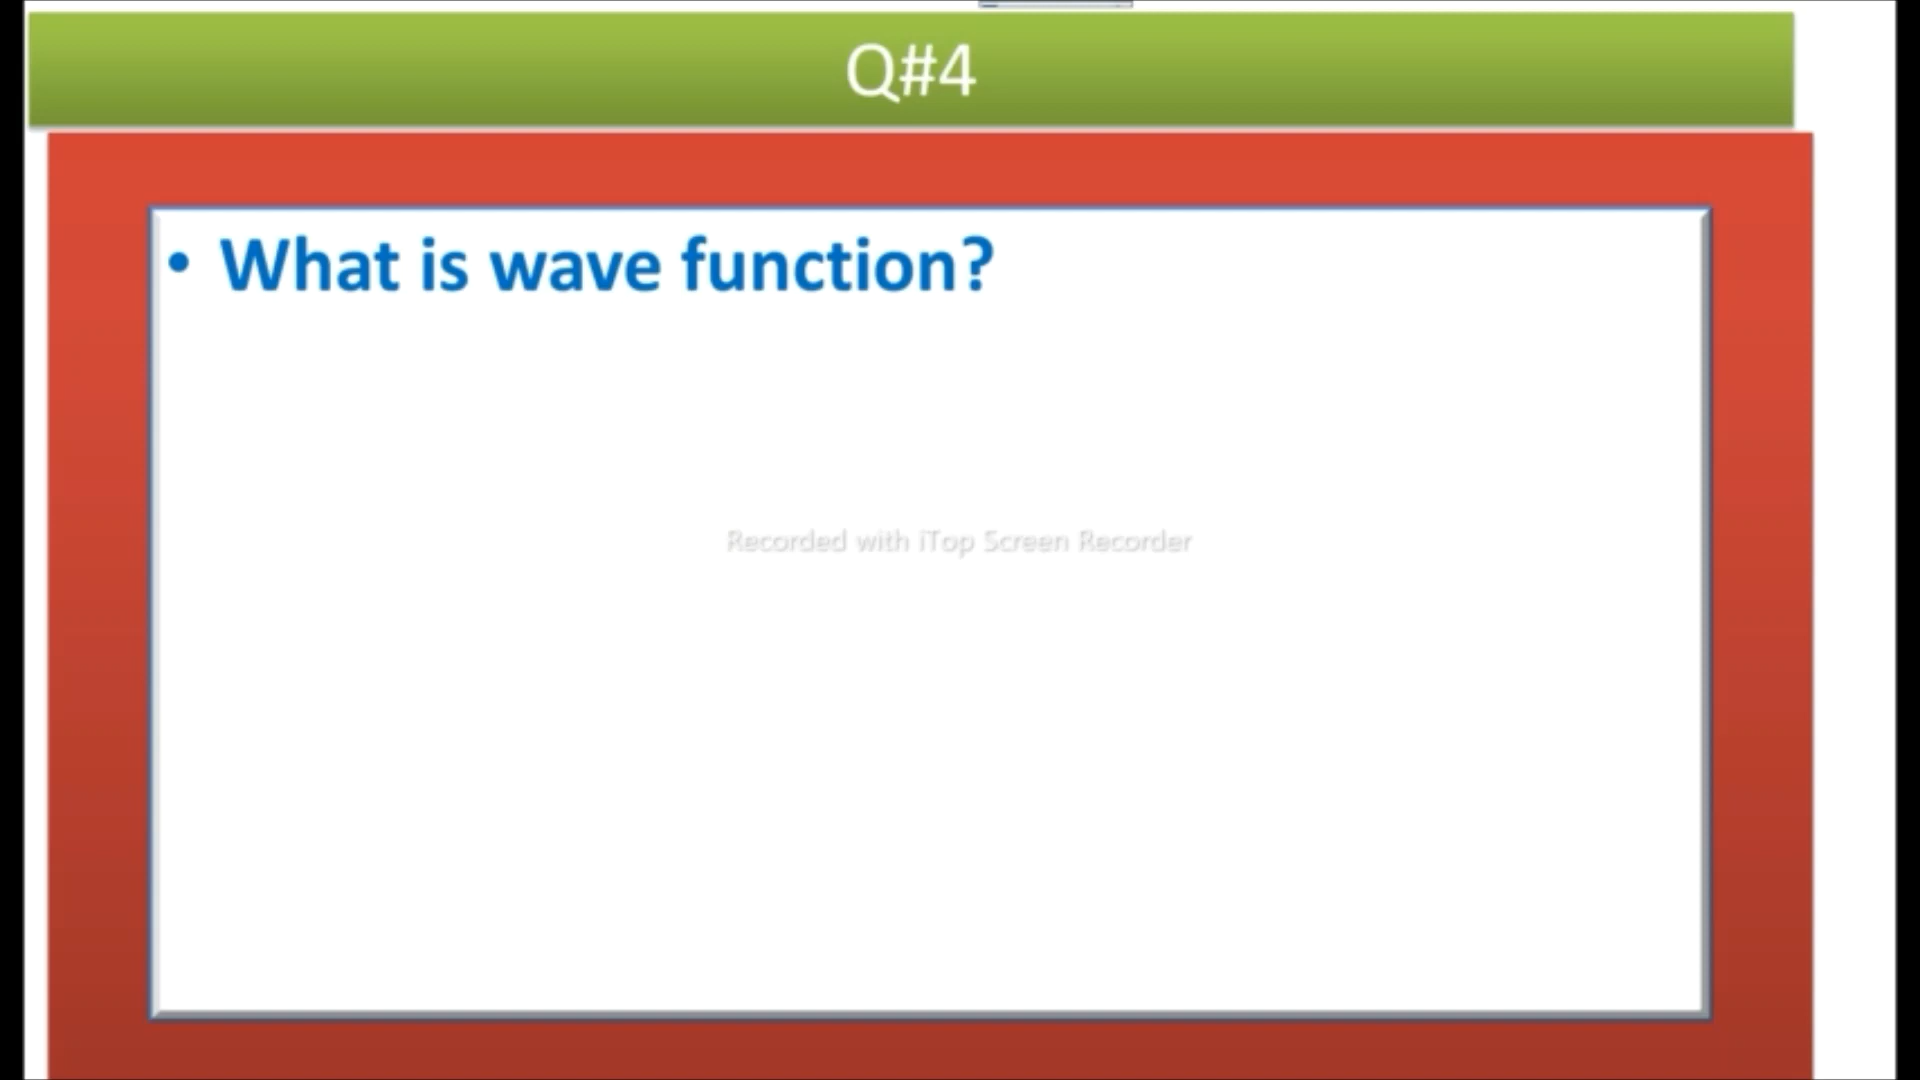 Q#4
• What is wave function?
Recorded with iTop Screen Recorder